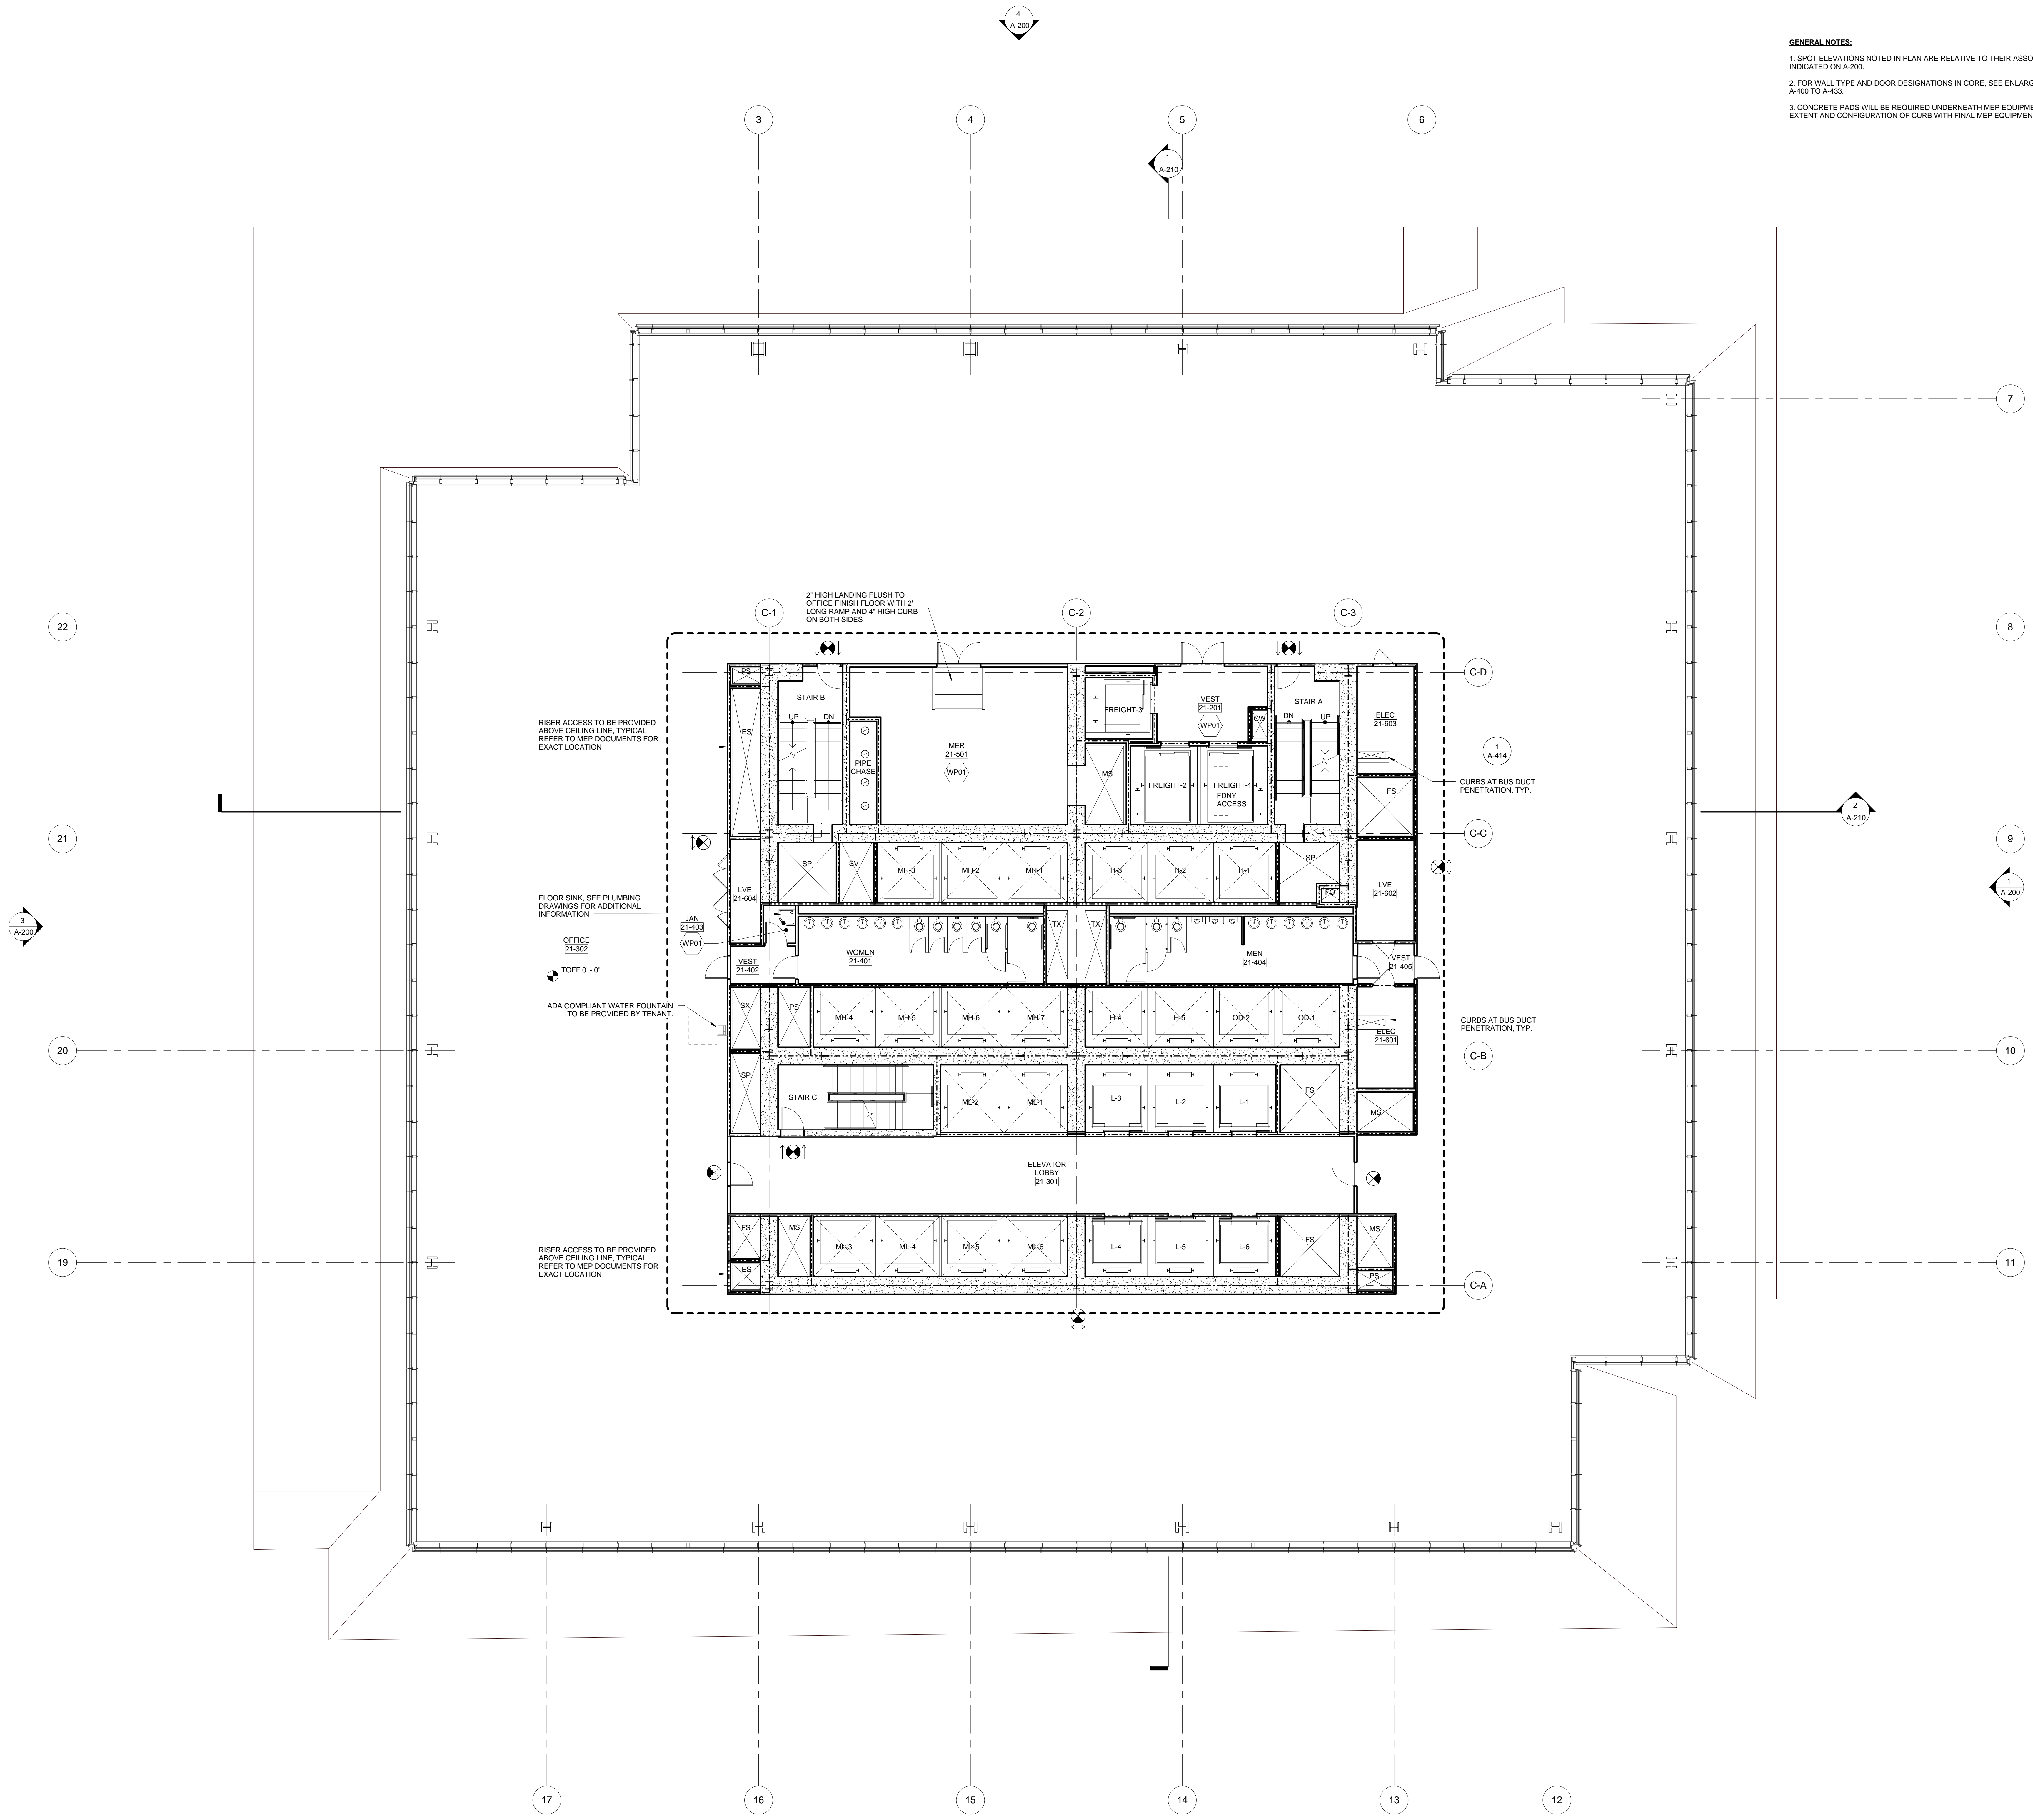 4
A-200
GENERAL NOTES:
1. SPOT ELEVATIONS NOTED IN PLAN ARE RELATIVE TO THEIR ASSO
INDICATED ON A-200.
2. FOR WALL TYPE AND DOOR DESIGNATIONS IN CORE, SEE ENLARG
A-400 TO A-433.
3. CONCRETE PADS WILL BE REQUIRED UNDERNEATH MEP EQUIPME
EXTENT AND CONFIGURATION OF CURB WITH FINAL MEP EQUIPMEN
3
4
5
6
1
A-210
7
2" HIGH LANDING FLUSH TO
OFFICE FINISH FLOOR WITH 2'
LONG RAMP AND 4" HIGH CURB
ON BOTH SIDES
C-1
C-2
C-3
22
8
C-D
PS
STAIR B
UP
DN
ES
RISER ACCESS TO BE PROVIDED
ABOVE CEILING LINE, TYPICAL
REFER TO MEP DOCUMENTS FOR
EXACT LOCATION
PIPE
CHASE
MER
21-501
WP01
FREIGHT-3
VEST
21-201
WP01
CW
MS
FREIGHT-2
FREIGHT-1
FDNY
ACCESS
STAIR A
DN
UP
ELEC
21-603
1
A-414
CURBS AT BUS DUCT
PENETRATION, TYP.
FS
2
A-210
21
C-C
9
SP
SV
MH-3
MH-2
MH-1
H-3
H-2
H-1
SP
FO
LVE
21-604
LVE
21-602
1
A-200
FLOOR SINK, SEE PLUMBING
DRAWINGS FOR ADDITIONAL
INFORMATION
JAN
21-403
WP01
3
A-200
OFFICE
21-302
TOFF 0' - 0"
VEST
21-402
WOMEN
21-401
TX
TX
MEN
21-404
VEST
21-405
ADA COMPLIANT WATER FOUNTAIN
TO BE PROVIDED BY TENANT.
SX
PS
MH-4
MH-5
MH-6
MH-7
H-4
H-5
OD-2
OD-1
ELEC
21-601
CURBS AT BUS DUCT
PENETRATION, TYP.
20
C-B
10
SP
STAIR C
ML-2
ML-1
L-3
L-2
L-1
FS
MS
ELEVATOR
LOBBY
21-301
FS
MS
ML-3
ML-4
ML-5
ML-6
L-4
L-5
L-6
FS
MS
RISER ACCESS TO BE PROVIDED
ABOVE CEILING LINE, TYPICAL
REFER TO MEP DOCUMENTS FOR
EXACT LOCATION
ES
PS
19
C-A
11
17
16
15
14
13
12